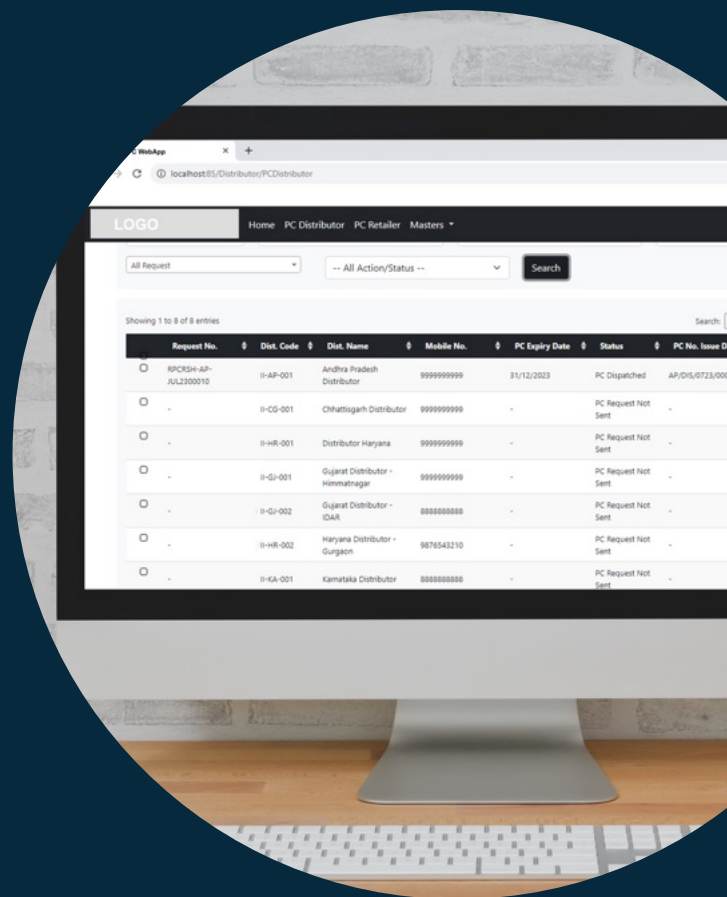 C WebApp × +
localhost:85/Distributor/PCDistributor
LOGO Home PC Distributor PC Retailer Masters
All Request -- All Action/Status -- Search
Showing 1 to 8 of 8 entries Search:
Request No. Dist. Code Dist. Name Mobile No. PC Expiry Date Status PC No. Issue D
RPCRSH-AP- II-AP-001 Andhra Pradesh 9999999999 31/12/2023 PC Dispatched AP/DIS/0723/000
JUL2300010 Distributor
- II-CG-001 Chhattisgarh Distributor 9999999999 - PC Request Not -
Sent
- II-HR-001 Distributor Haryana 9999999999 - PC Request Not -
Sent
- II-GJ-001 Gujarat Distributor - 9999999999 - PC Request Not -
Himmatnagar Sent
- II-GJ-002 Gujarat Distributor - 8888888888 - PC Request Not -
IDAR Sent
- II-HR-002 Haryana Distributor - 9876543210 - PC Request Not -
Gurgaon Sent
- II-KA-001 Karnataka Distributor 8888888888 - PC Request Not -
Sent